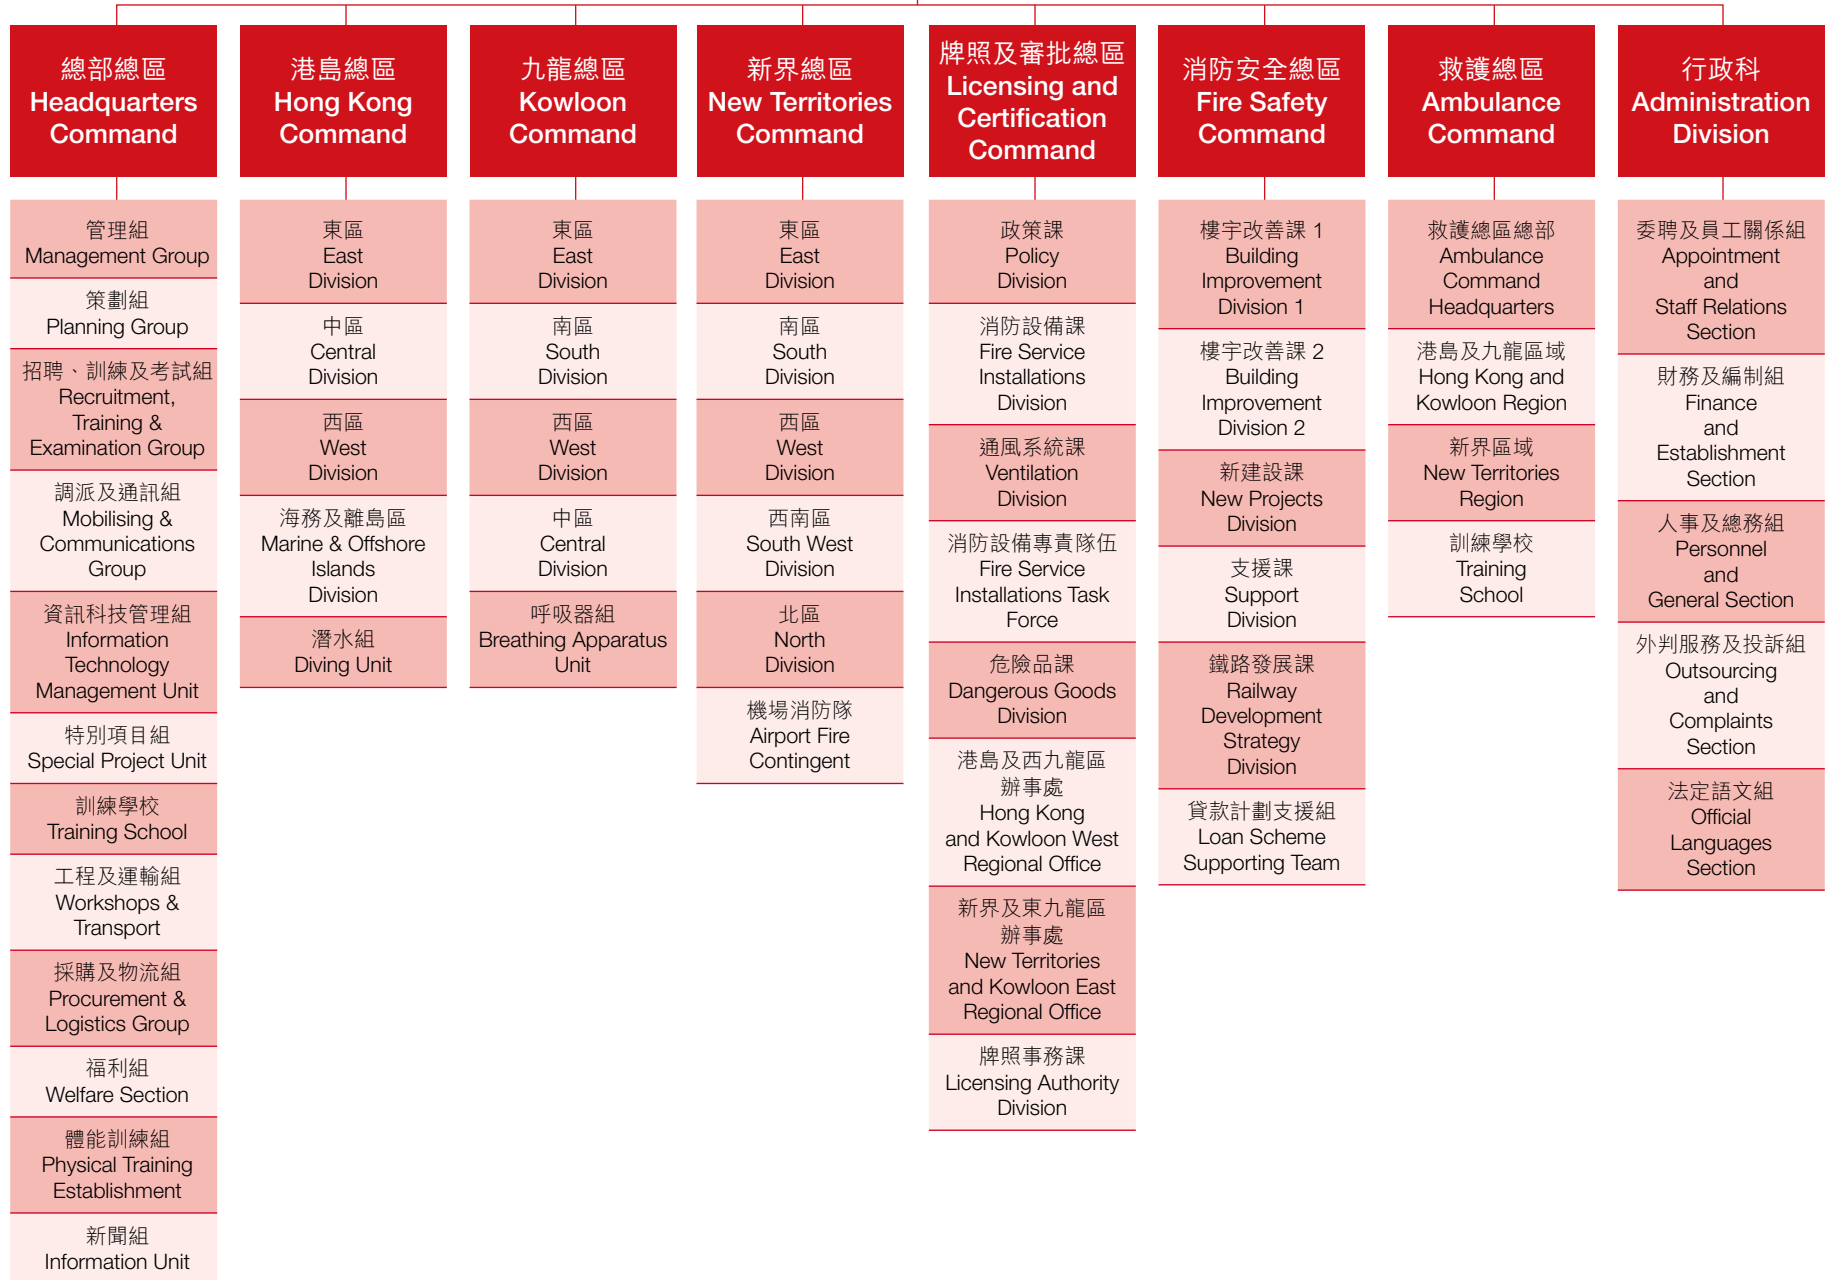 總部總區
Headquarters
Command
管理組
Management Group
策劃組
Planning Group
招聘、訓練及考試組
Recruitment,
Training &
Examination Group
調派及通訊組
Mobilising &
Communications
Group
資訊科技管理組
Information
Technology
Management Unit
特別項目組
Special Project Unit
訓練學校
Training School
工程及運輸組
Workshops &
Transport
採購及物流組
Procurement &
Logistics Group
福利組
Welfare Section
體能訓練組
Physical Training
Establishment
新聞組
Information Unit
港島總區
Hong Kong
Command
東區
East
Division
中區
Central
Division
西區
West
Division
海務及離島區
Marine & Offshore
Islands
Division
潛水組
Diving Unit
九龍總區
Kowloon
Command
東區
East
Division
南區
South
Division
西區
West
Division
中區
Central
Division
呼吸器組
Breathing Apparatus
Unit
新界總區
New Territories
Command
東區
East
Division
南區
South
Division
西區
West
Division
西南區
South West
Division
北區
North
Division
機場消防隊
Airport Fire
Contingent
牌照及審批總區
Licensing and
Certification
Command
政策課
Policy
Division
消防設備課
Fire Service
Installations
Division
通風系統課
Ventilation
Division
消防設備專責隊伍
Fire Service
Installations Task
Force
危險品課
Dangerous Goods
Division
港島及西九龍區
辦事處
Hong Kong
and Kowloon West
Regional Office
新界及東九龍區
辦事處
New Territories
and Kowloon East
Regional Office
牌照事務課
Licensing Authority
Division
消防安全總區
Fire Safety
Command
樓宇改善課 1
Building
Improvement
Division 1
樓宇改善課 2
Building
Improvement
Division 2
新建設課
New Projects
Division
支援課
Support
Division
鐵路發展課
Railway
Development
Strategy
Division
貸款計劃支援組
Loan Scheme
Supporting Team
救護總區
Ambulance
Command
救護總區總部
Ambulance
Command
Headquarters
港島及九龍區域
Hong Kong and
Kowloon Region
新界區域
New Territories
Region
訓練學校
Training
School
行政科
Administration
Division
委聘及員工關係組
Appointment
and
Staff Relations
Section
財務及編制組
Finance
and
Establishment
Section
人事及總務組
Personnel
and
General Section
外判服務及投訴組
Outsourcing
and
Complaints
Section
法定語文組
Official
Languages
Section